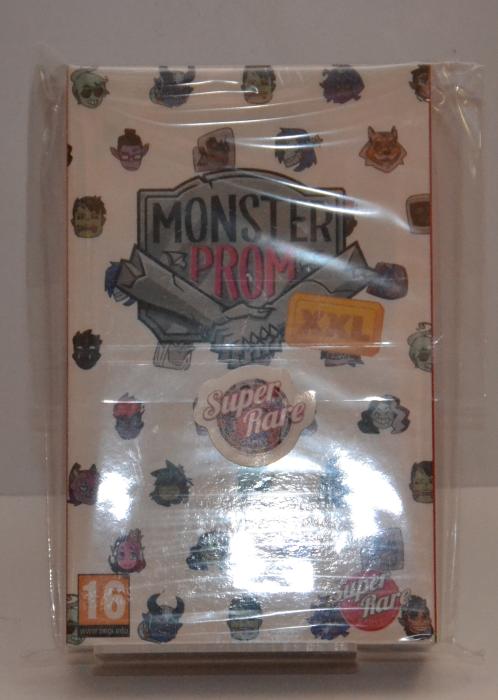 MONSTER
PROM
XXL
Super
Rare
16
www.pegi.info
Super
Rare